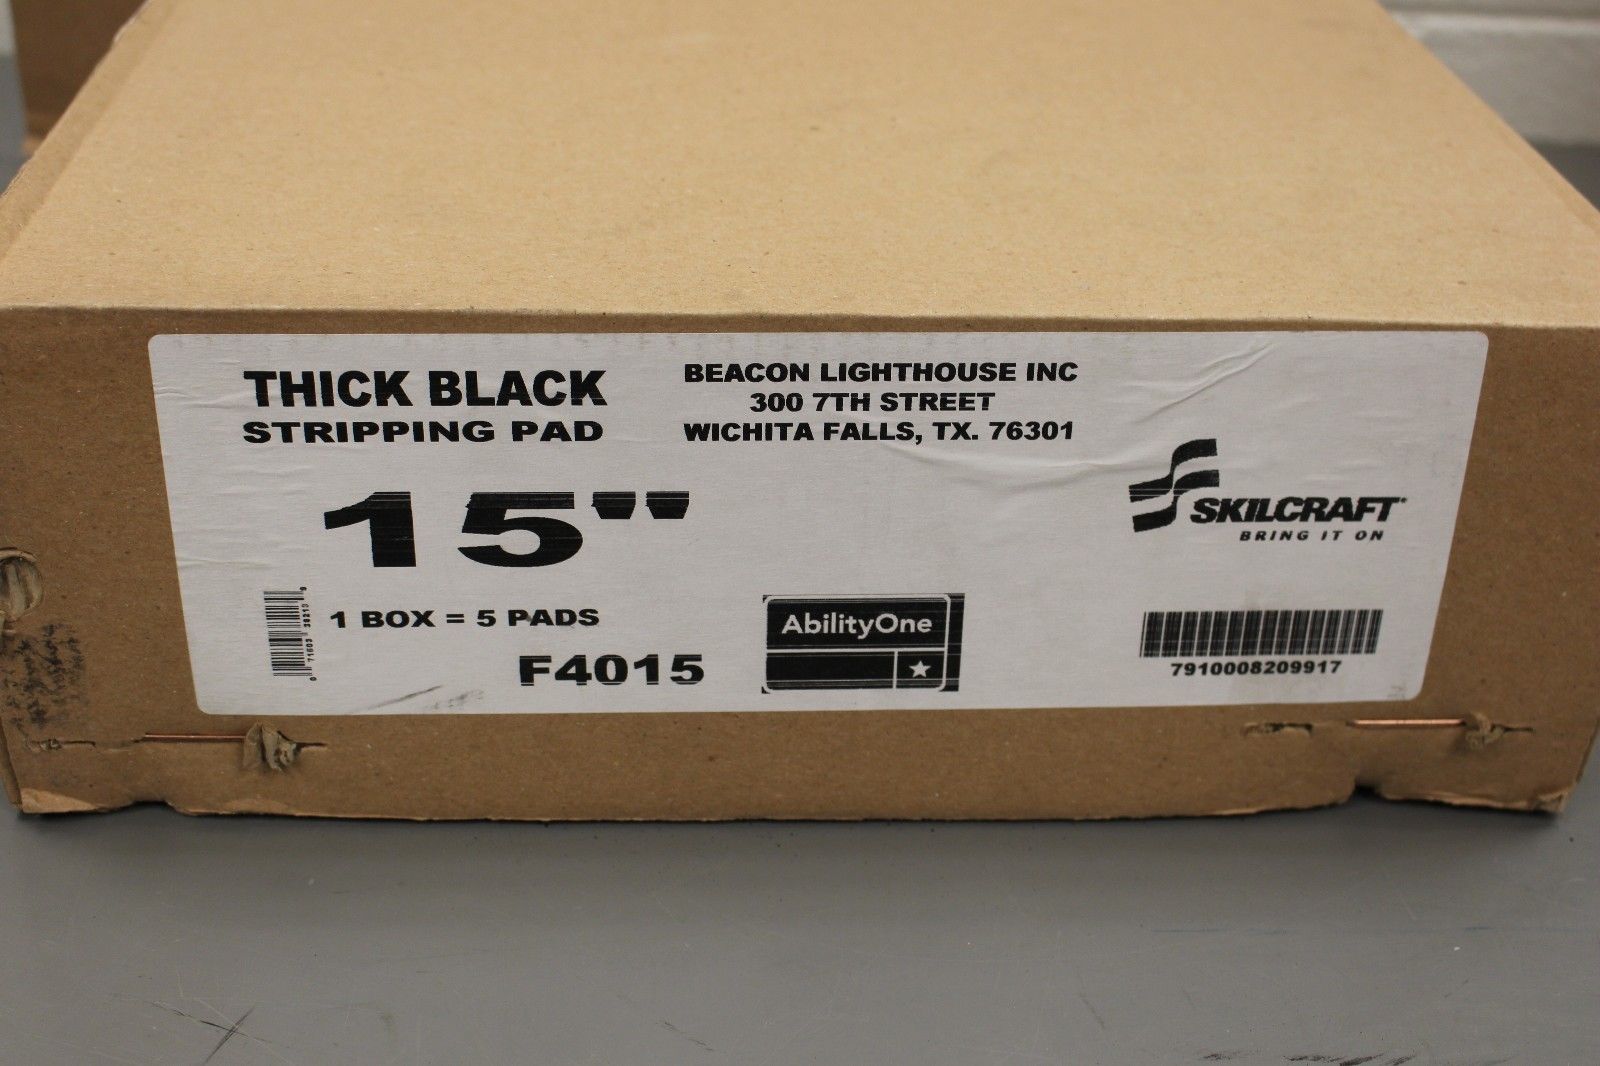 THICK BLACK
STRIPPING PAD
BEACON LIGHTHOUSE INC
300 7TH STREET
WICHITA FALLS, TX. 76301
15"
SKILCRAFT
BRING IT ON
1 BOX = 5 PADS
F4015
AbilityOne
7910008209917